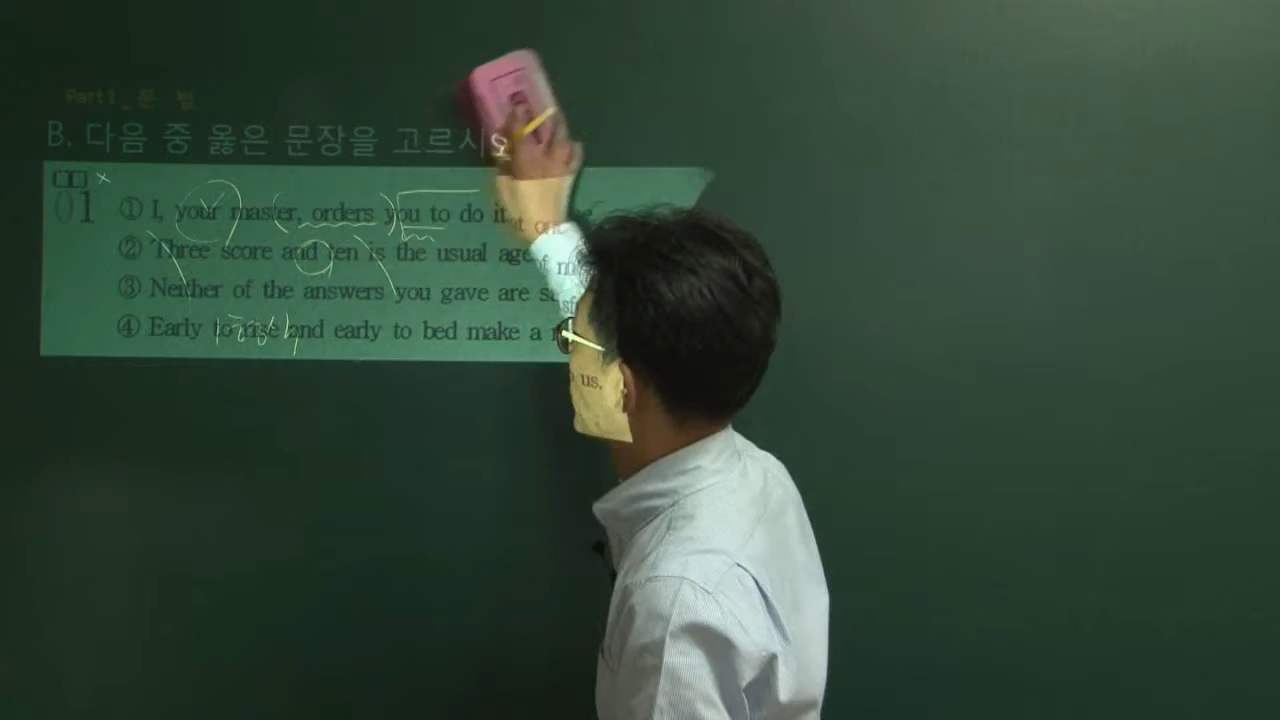 Part1_문 법
B. 다음 중 옳은 문장을 고르시오
01 ① I, your master, orders you to do it at
② Three score and ten is the usual age of
③ Neither of the answers you gave are
④ Early to rise and early to bed make a
us.